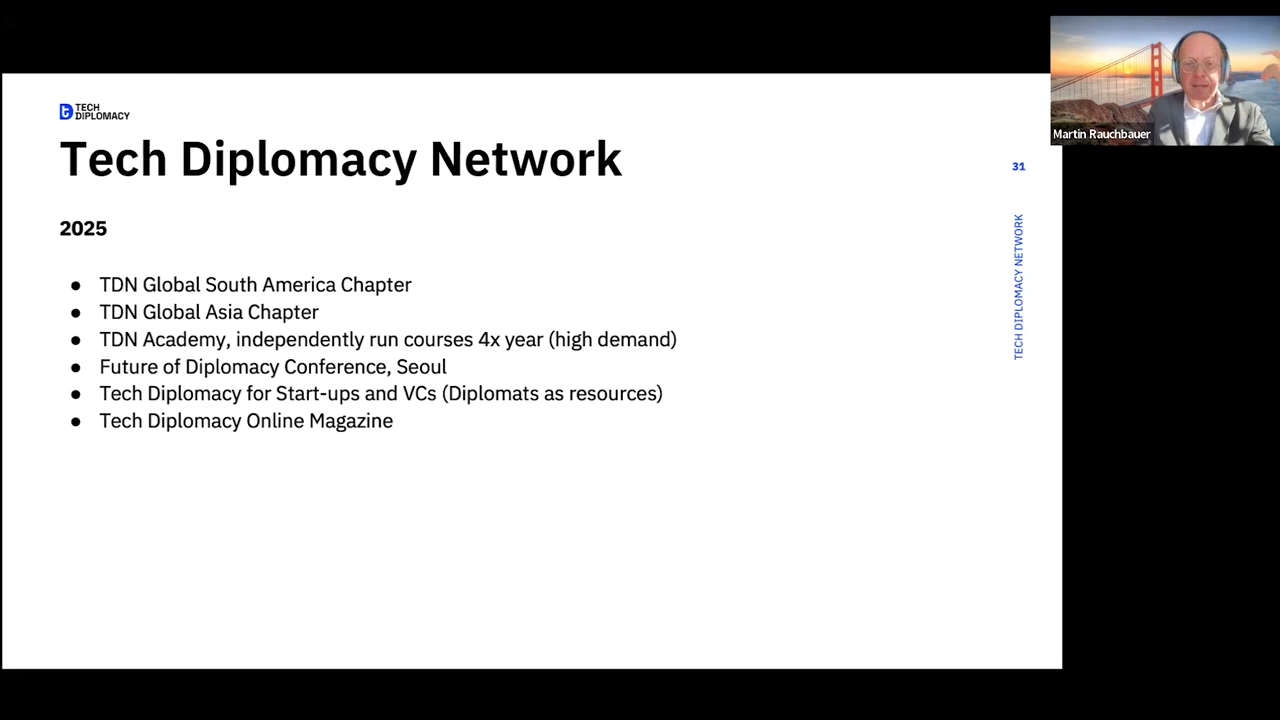 TECH
DIPLOMACY
Tech Diplomacy Network
31
2025
TDN Global South America Chapter
TDN Global Asia Chapter
TDN Academy, independently run courses 4x year (high demand)
Future of Diplomacy Conference, Seoul
Tech Diplomacy for Start-ups and VCs (Diplomats as resources)
Tech Diplomacy Online Magazine
TECH DIPLOMACY NETWORK
Martin Rauchbauer